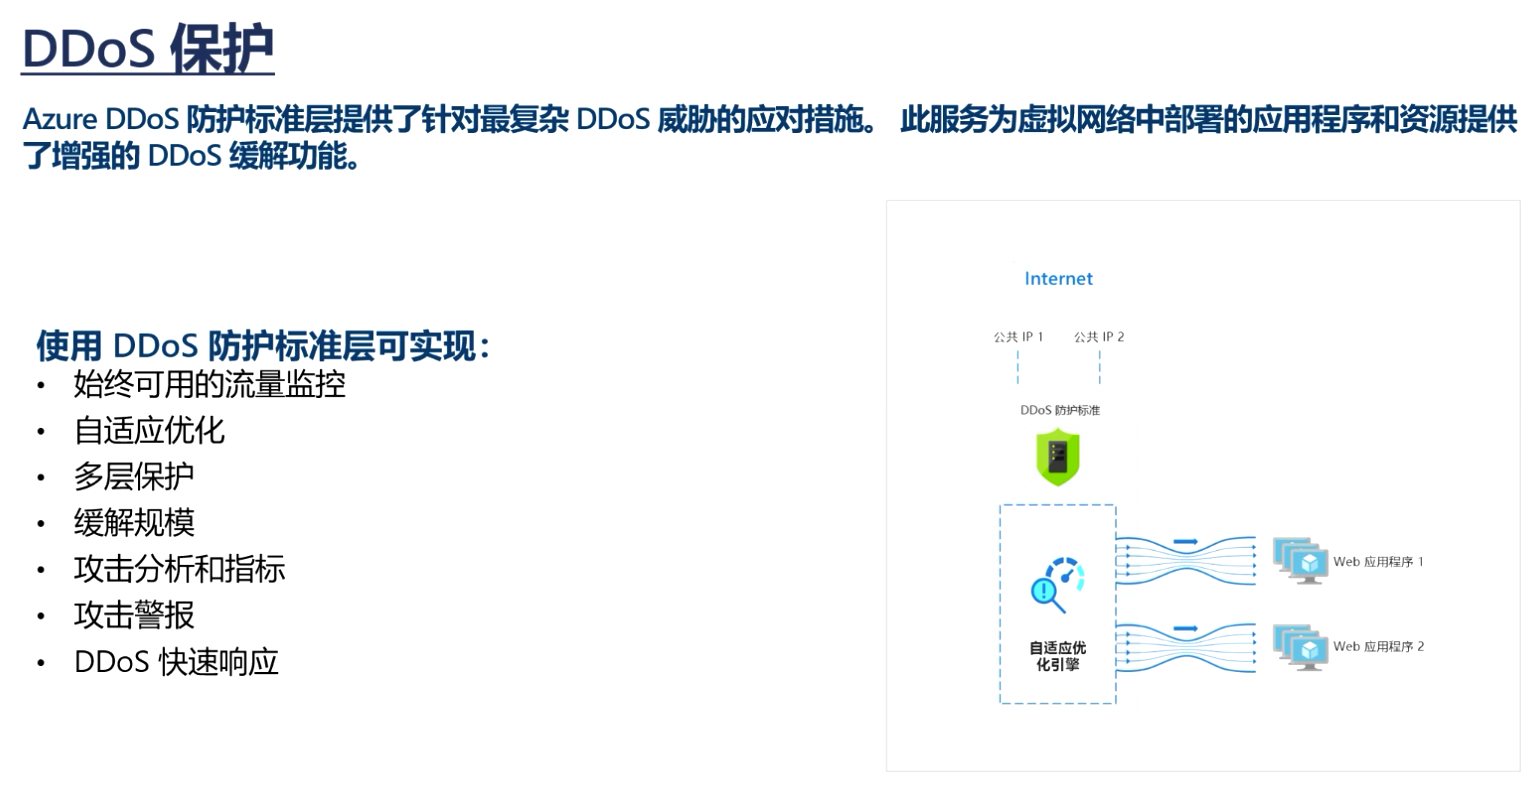 DDoS 保护
Azure DDoS 防护标准层提供了针对最复杂 DDoS 威胁的应对措施。 此服务为虚拟网络中部署的应用程序和资源提供
了增强的 DDoS 缓解功能。
使用 DDoS 防护标准层可实现：
• 始终可用的流量监控
• 自适应优化
• 多层保护
• 缓解规模
• 攻击分析和指标
• 攻击警报
• DDoS 快速响应
Internet
公共 IP 1 公共 IP 2
DDoS 防护标准
自适应优
化引擎
Web 应用程序 1
Web 应用程序 2